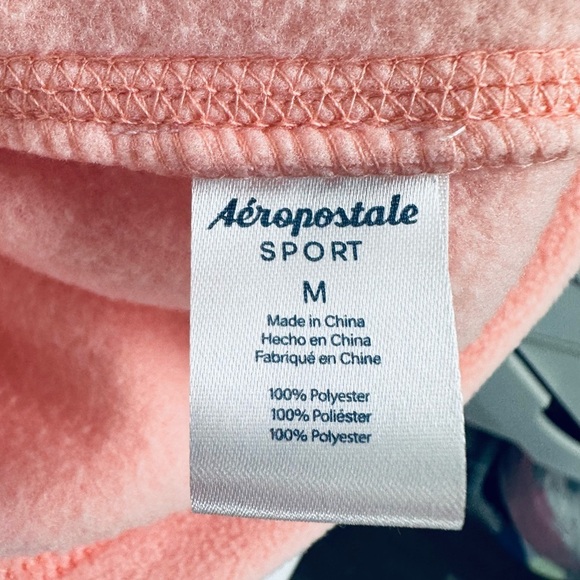 Aéropostale
SPORT
M
Made in China
Hecho en China
Fabriqué en Chine
100% Polyester
100% Poliéster
100% Polyester